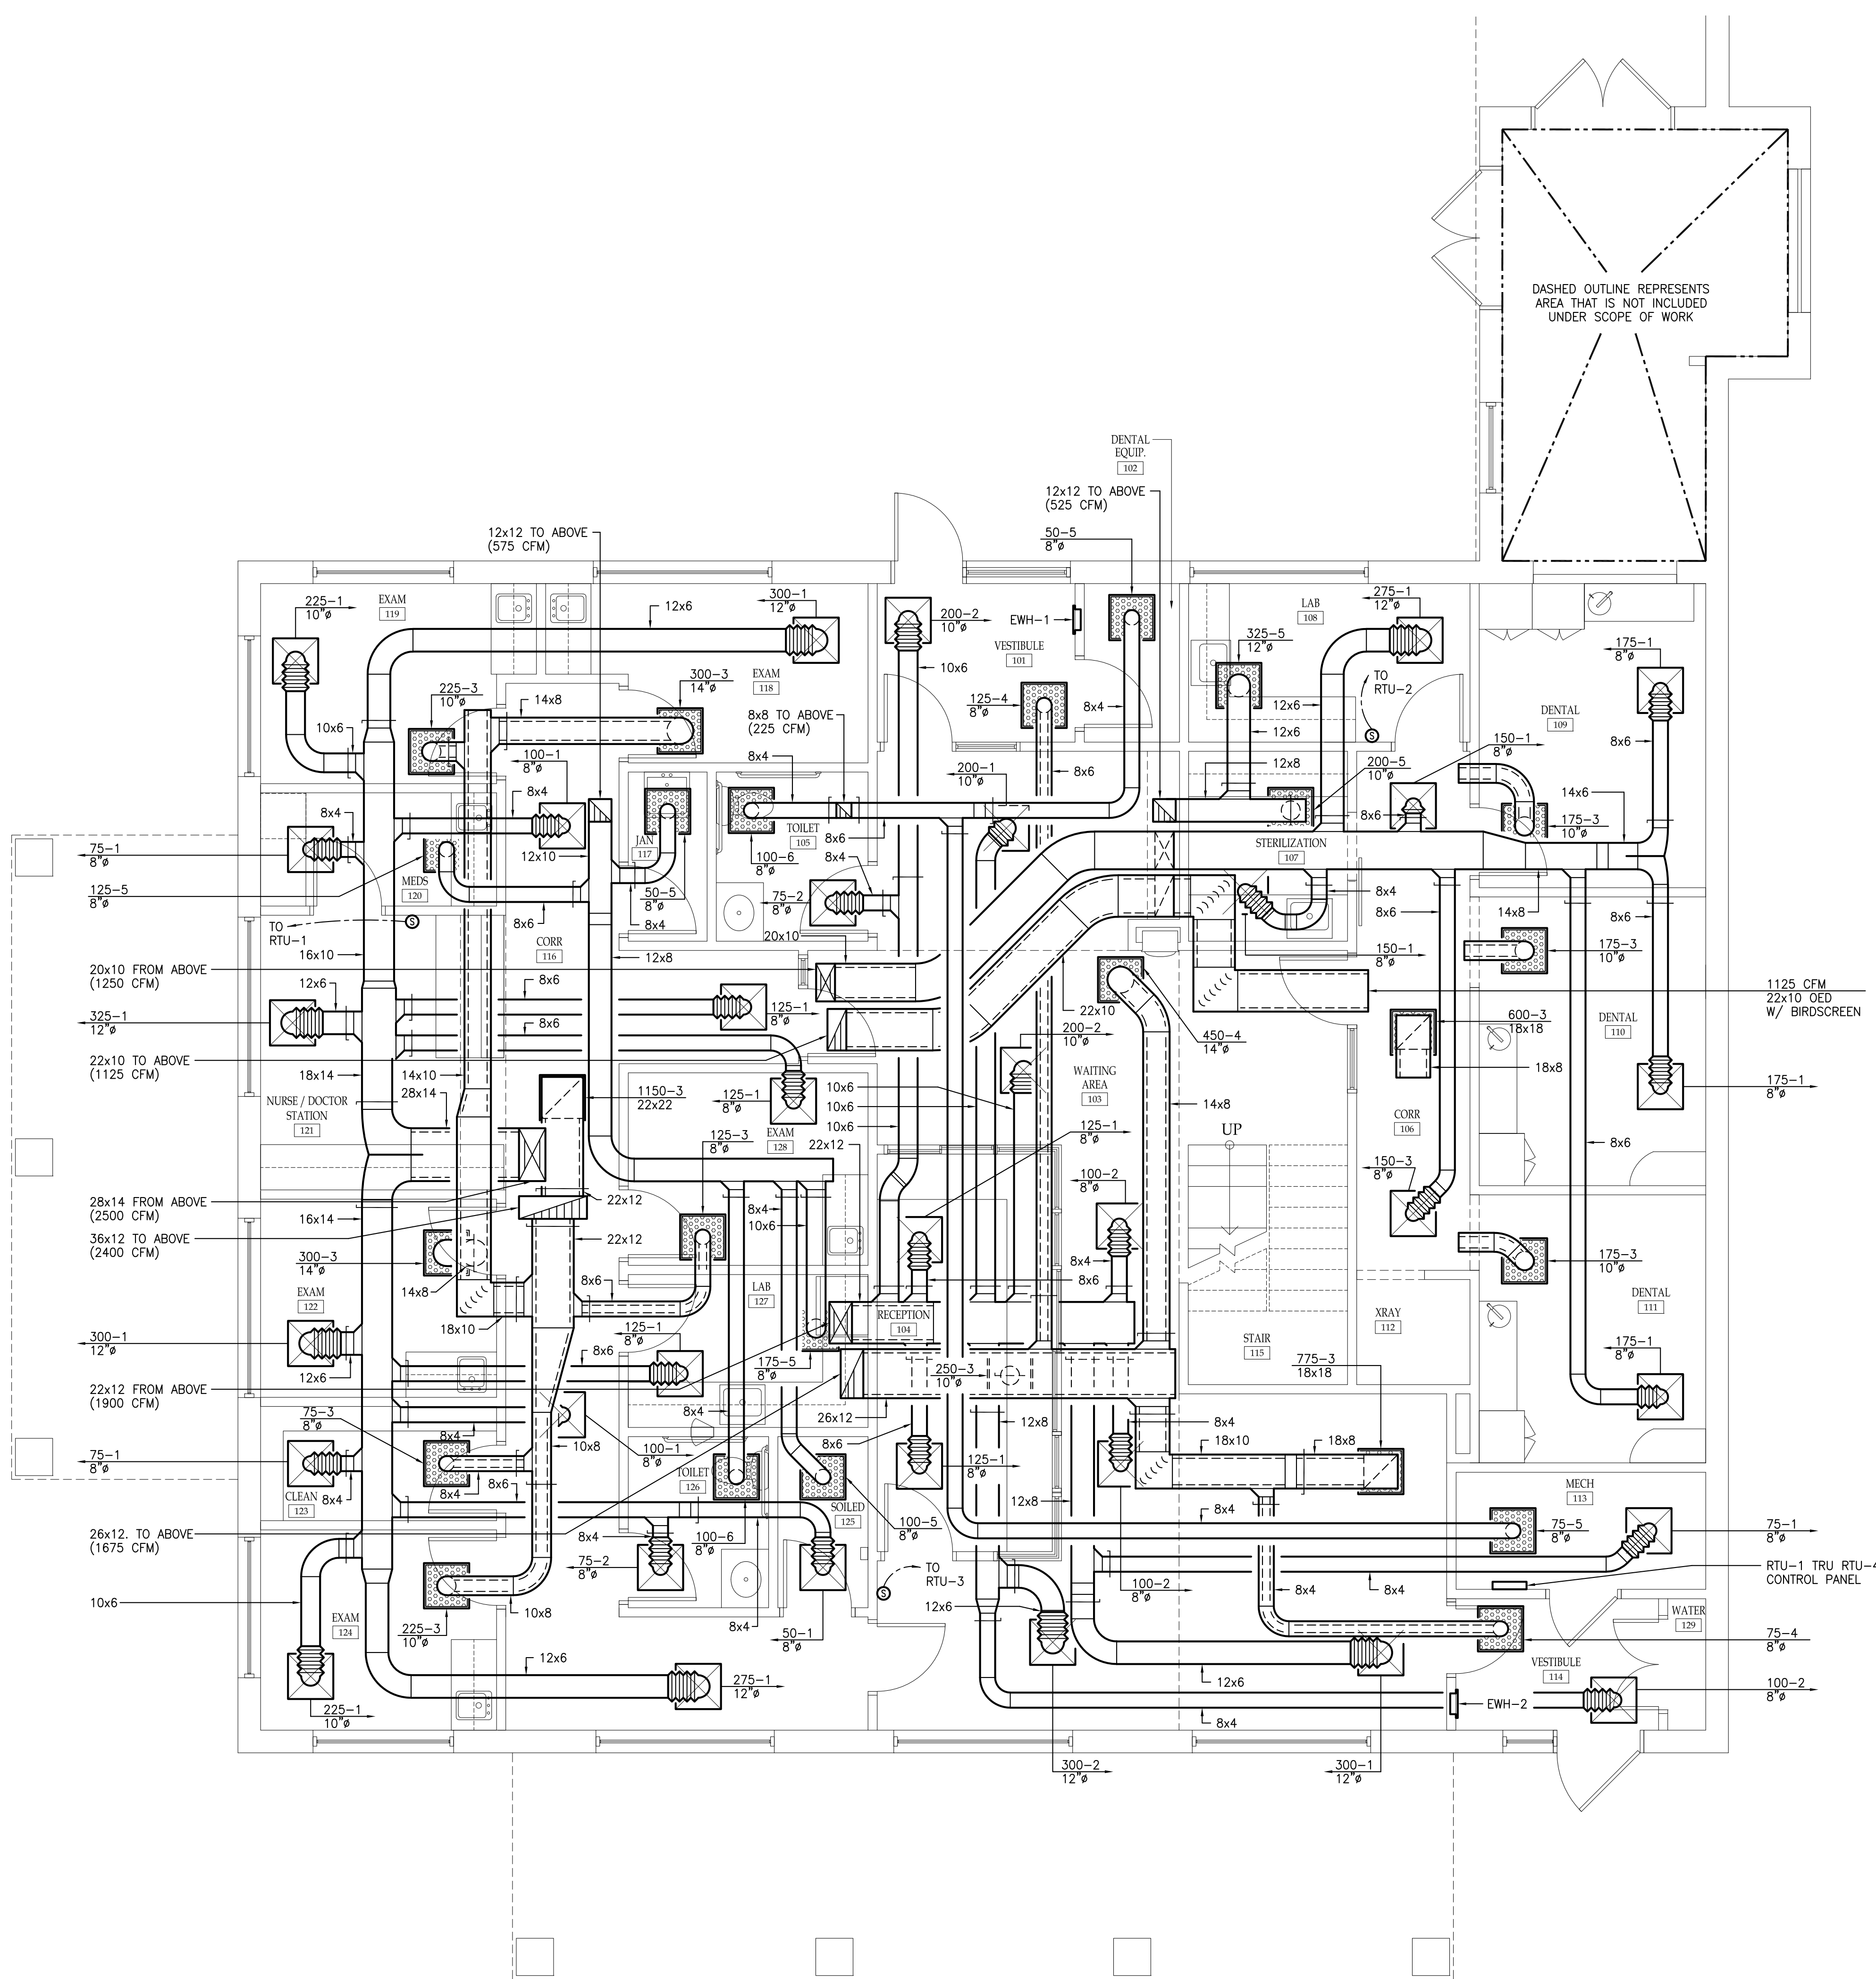 DASHED OUTLINE REPRESENTS
AREA THAT IS NOT INCLUDED
UNDER SCOPE OF WORK
DENTAL
EQUIP.
102
12x12 TO ABOVE
(525 CFM)
12x12 TO ABOVE
(575 CFM)
50-5
8"ø
225-1
10"ø
EXAM
119
12x6
300-1
12"ø
200-2
10"ø
EWH-1
VESTIBULE
101
LAB
108
275-1
12"ø
325-5
12"ø
175-1
8"ø
10x6
EXAM
118
300-3
14"ø
225-3
10"ø
14x8
125-4
8"ø
8x4
TO
RTU-2
12x6
12x6
DENTAL
109
8x8 TO ABOVE
(225 CFM)
10x6
100-1
8"ø
8x4
8x6
200-1
10"ø
12x8
200-5
10"ø
150-1
8"ø
8x6
14x6
8x4
8x4
8x6
8x6
175-3
10"ø
75-1
8"ø
TOILET
105
JAN
117
12x10
100-6
8"ø
8x4
STERILIZATION
107
125-5
8"ø
MEDS
120
50-5
8"ø
75-2
8"ø
8x4
8x6
14x8
8x6
TO
RTU-1
8x6
8x4
20x10
CORR
116
16x10
12x8
150-1
8"ø
175-3
10"ø
20x10 FROM ABOVE
(1250 CFM)
12x6
8x6
1125 CFM
22x10 OED
W/ BIRDSCREEN
325-1
12"ø
125-1
8"ø
22x10
450-4
14"ø
600-3
18x18
DENTAL
110
8x6
200-2
10"ø
22x10 TO ABOVE
(1125 CFM)
18x14
14x10
28x14
WAITING
AREA
103
18x8
10x6
10x6
10x6
14x8
175-1
8"ø
NURSE / DOCTOR
STATION
121
1150-3
22x22
125-1
8"ø
EXAM
128
125-3
8"ø
22x12
125-1
8"ø
UP
CORR
106
8x6
150-3
8"ø
100-2
8"ø
28x14 FROM ABOVE
(2500 CFM)
16x14
22x12
8x4
10x6
36x12 TO ABOVE
(2400 CFM)
22x12
300-3
14"ø
8x4
175-3
10"ø
8x6
8x6
14x8
LAB
127
EXAM
122
DENTAL
111
18x10
RECEPTION
104
XRAY
112
300-1
12"ø
125-1
8"ø
STAIR
115
8x6
12x6
175-5
8"ø
250-3
10"ø
775-3
18x18
175-1
8"ø
22x12 FROM ABOVE
(1900 CFM)
75-3
8"ø
8x4
26x12
12x8
8x4
8x4
10x8
100-1
8"ø
8x6
18x10
18x8
75-1
8"ø
125-1
8"ø
TOILET
126
8x4
8x4
8x6
CLEAN
123
MECH
113
12x8
SOILED
125
8x4
26x12. TO ABOVE
(1675 CFM)
8x4
100-6
8"ø
100-5
8"ø
75-5
8"ø
75-1
8"ø
75-2
8"ø
TO
RTU-3
RTU-1 TRU RTU-4
CONTROL PANEL
100-2
8"ø
8x4
8x4
10x6
EXAM
124
225-3
10"ø
10x8
8x4
50-1
8"ø
12x6
WATER
129
75-4
8"ø
12x6
VESTIBULE
114
275-1
12"ø
12x6
100-2
8"ø
225-1
10"ø
EWH-2
8x4
300-2
12"ø
300-1
12"ø
S
S
S